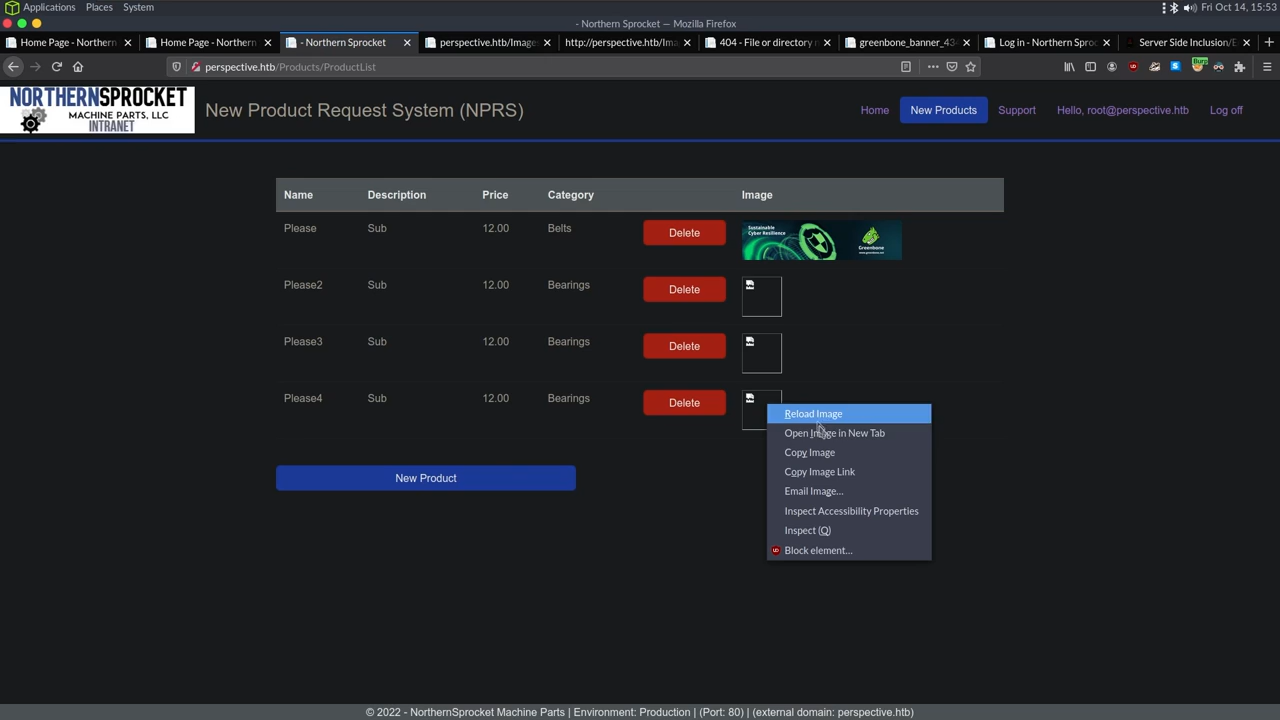 Applications Places System Fri Oct 14, 15:53
- Northern Sprocket — Mozilla Firefox
Home Page - Northern Home Page - Northern - Northern Sprocket perspective.htb/Image http://perspective.htb/Ima 404 - File or directory n greenbone_banner_43 Log in - Northern Sproc Server Side Inclusion/E
perspective.htb/Products/ProductList
NORTHERNSPROCKET
MACHINE PARTS, LLC
INTRANET
New Product Request System (NPRS)
Home New Products Support Hello, root@perspective.htb Log off
Name Description Price Category Image
Please Sub 12.00 Belts Delete
Sustainable
Cyber Resilience
Greenbone
Please2 Sub 12.00 Bearings Delete
Please3 Sub 12.00 Bearings Delete
Please4 Sub 12.00 Bearings Delete
Reload Image
Open Image in New Tab
Copy Image
Copy Image Link
Email Image...
Inspect Accessibility Properties
Inspect (Q)
Block element...
New Product
© 2022 - NorthernSprocket Machine Parts | Environment: Production | (Port: 80) | (external domain: perspective.htb)